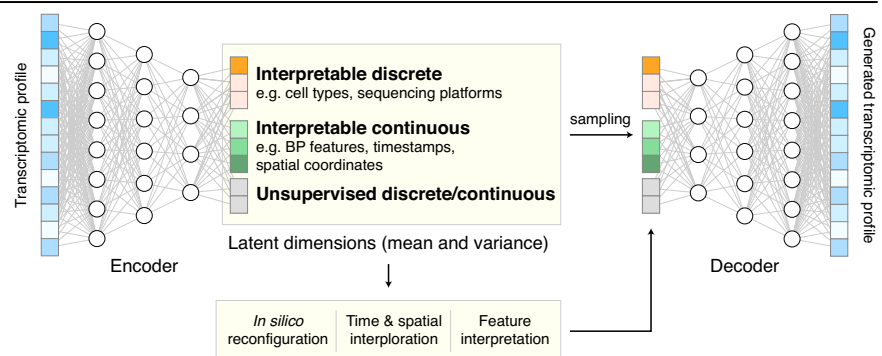 Transcriptomic profile
Interpretable discrete
e.g. cell types, sequencing platforms
Interpretable continuous
e.g. BP features, timestamps,
spatial coordinates
Unsupervised discrete/continuous
sampling
Generated transcriptomic profile
Latent dimensions (mean and variance)
Encoder
Decoder
In silico
reconfiguration
Time & spatial
interploration
Feature
interpretation